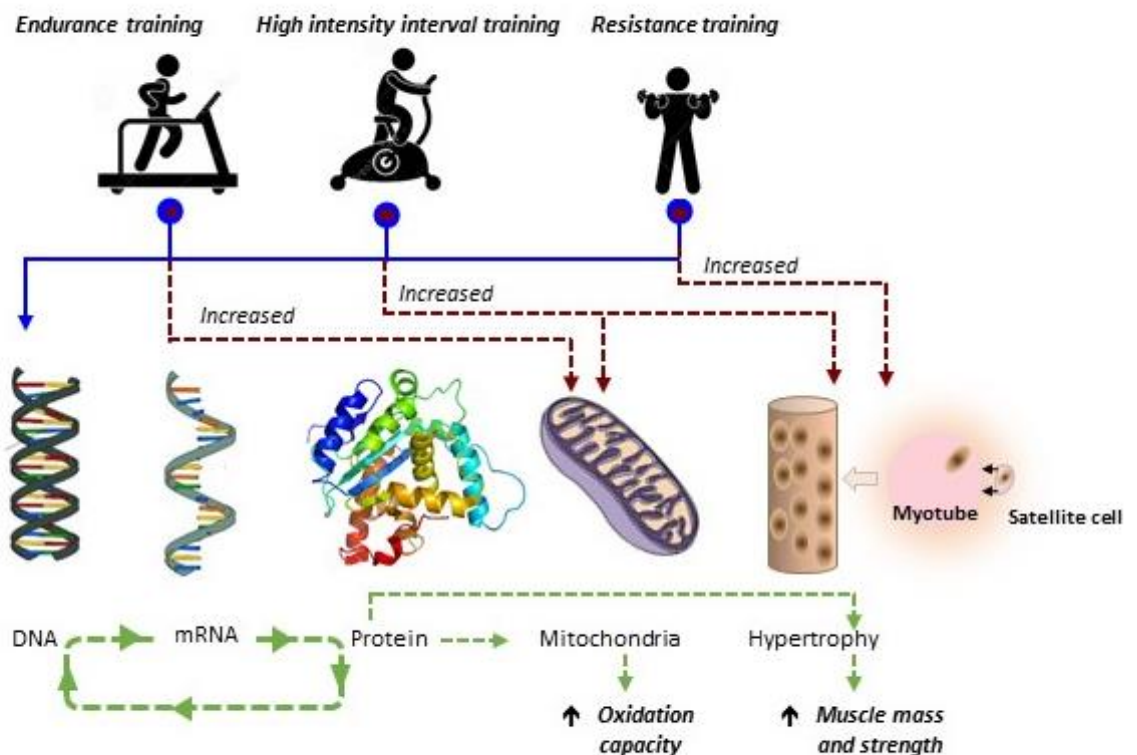 Endurance training
High intensity interval training
Resistance training
Increased
Increased
Increased
Myotube
Satellite cell
DNA
mRNA
Protein
Mitochondria
Hypertrophy
↑ Oxidation
capacity
↑ Muscle mass
and strength